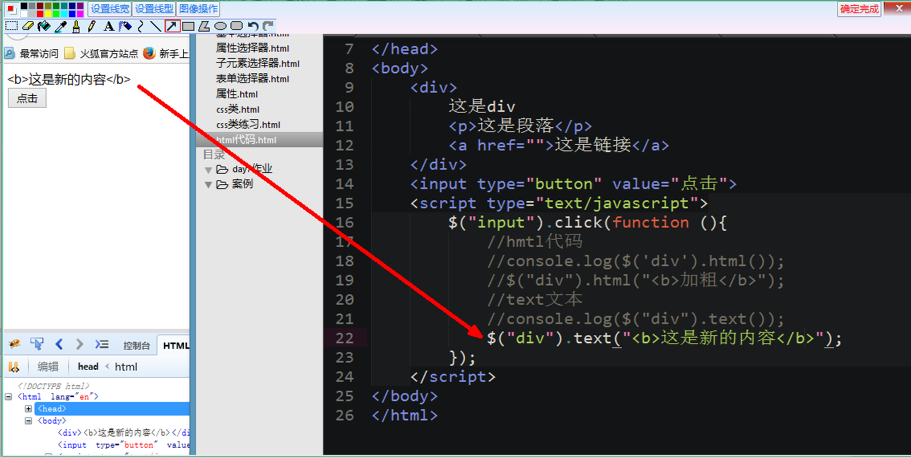 设置线宽 设置线型 图像操作
确定完成
A
最常访问 火狐官方站点 新手上
<b>这是新的内容</b>
点击
属性选择器.html
子元素选择器.html
表单选择器.html
属性.html
css类.html
css类练习.html
html代码.html
目录
day7作业
案例
7 </head>
8 <body>
9 <div>
10 这是div
11 <p>这是段落</p>
12 <a href="">这是链接</a>
13 </div>
14 <input type="button" value="点击">
15 <script type="text/javascript">
16 $("input").click(function (){
17 //hmtl代码
18 //console.log($('div').html());
19 //$("div").html("<b>加粗</b>");
20 //text文本
21 //console.log($("div").text());
22 $("div").text("<b>这是新的内容</b>");
23 });
24 </script>
25 </body>
26 </html>
控制台 HTML
编辑 head < html
<!DOCTYPE html>
<html lang="en">
<head>
<body>
<div><b>这是新的内容</b></di
<input type="button" value